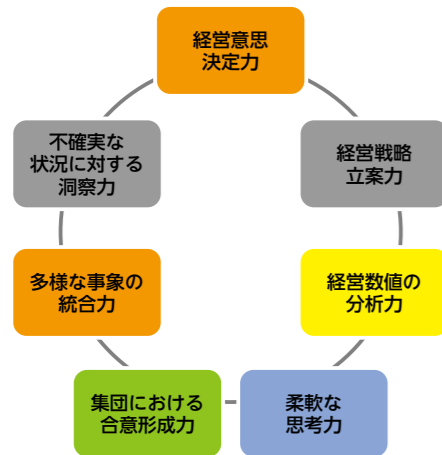 経営意思
決定力
不確実な
状況に対する
洞察力
経営戦略
立案力
多様な事象の
統合力
経営数値の
分析力
集団における
合意形成力
柔軟な
思考力